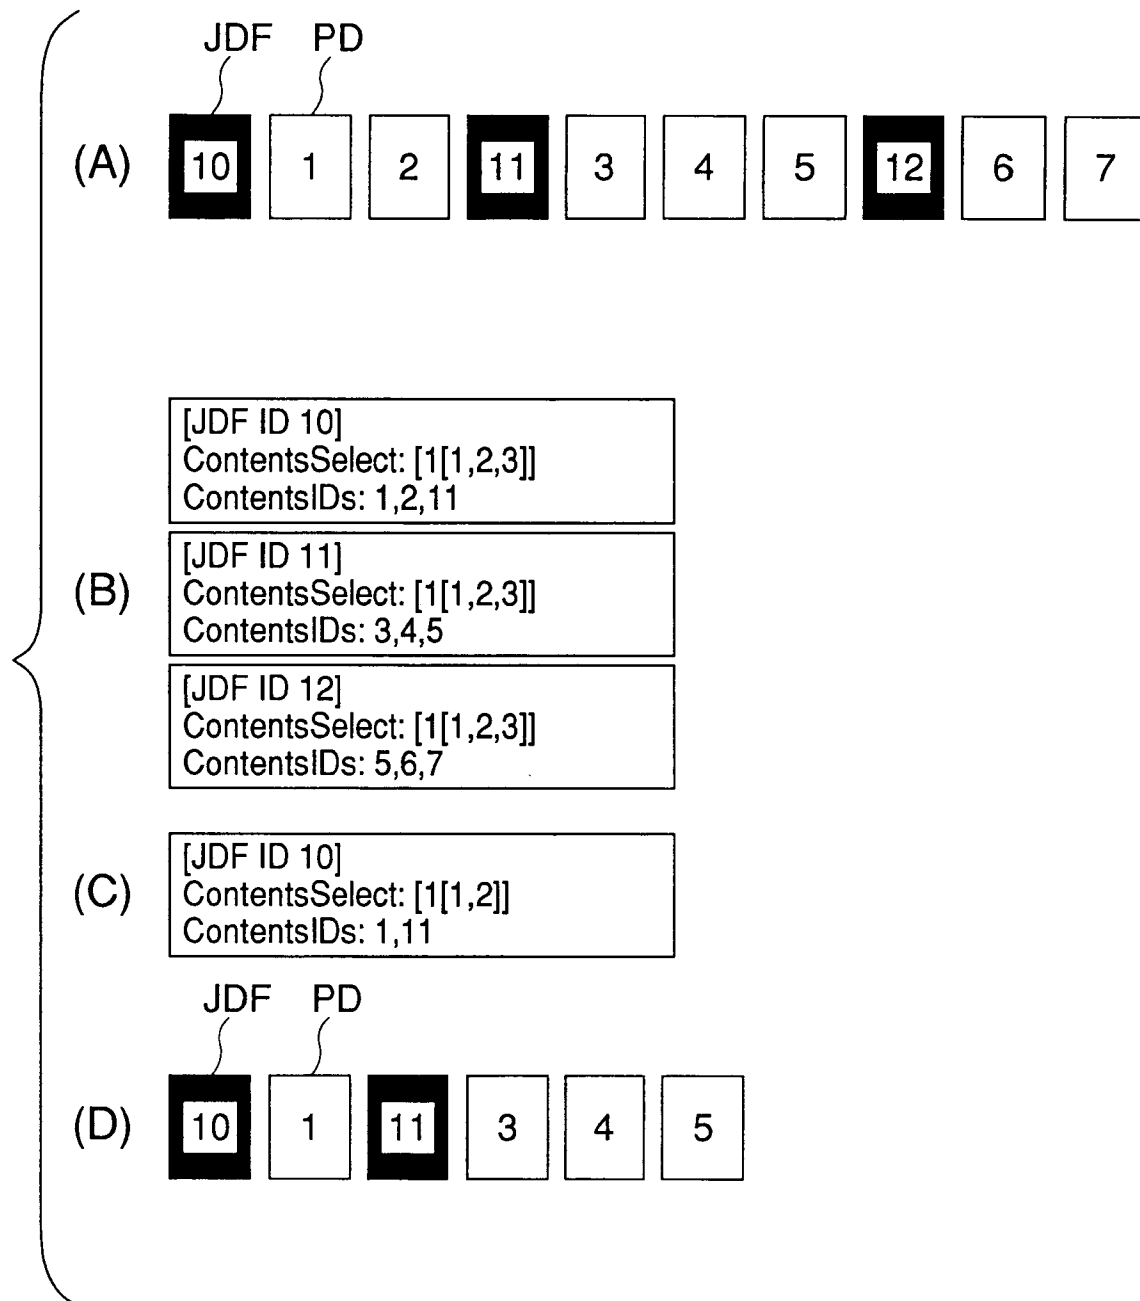 JDF PD
(A) 10 1 2 11 3 4 5 12 6 7
[JDF ID 10]
ContentsSelect: [1[1,2,3]]
ContentsIDs: 1,2,11
(B)
[JDF ID 11]
ContentsSelect: [1[1,2,3]]
ContentsIDs: 3,4,5
[JDF ID 12]
ContentsSelect: [1[1,2,3]]
ContentsIDs: 5,6,7
(C)
[JDF ID 10]
ContentsSelect: [1[1,2]]
ContentsIDs: 1,11
JDF PD
(D) 10 1 11 3 4 5